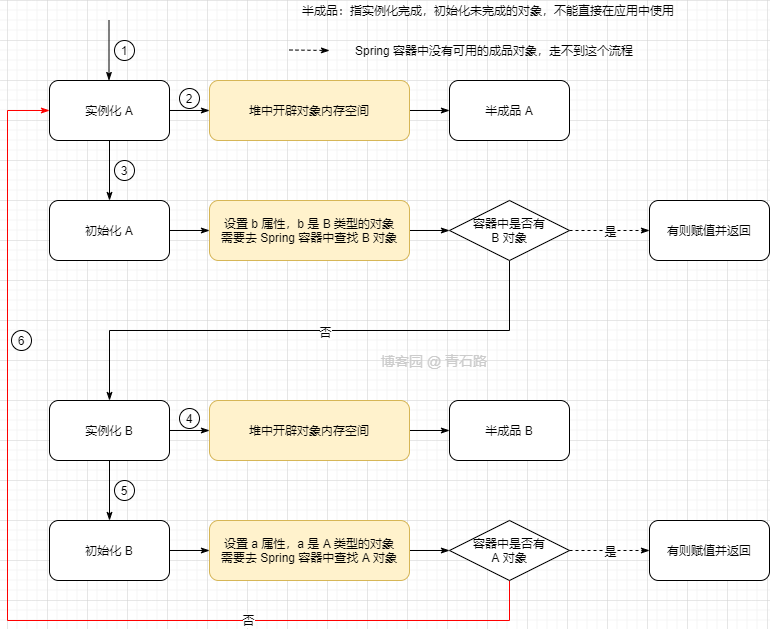 半成品：指实例化完成，初始化未完成的对象，不能直接在应用中使用
① 
Spring 容器中没有可用的成品对象，走不到这个流程
实例化 A
②
堆中开辟对象内存空间
半成品 A
③
初始化 A
设置 b 属性，b 是 B 类型的对象
需要去 Spring 容器中查找 B 对象
容器中是否有
B 对象
是
有则赋值并返回
否
⑥
博客园 @ 青石路
实例化 B
④
堆中开辟对象内存空间
半成品 B
⑤
初始化 B
设置 a 属性，a 是 A 类型的对象
需要去 Spring 容器中查找 A 对象
容器中是否有
A 对象
是
有则赋值并返回
否